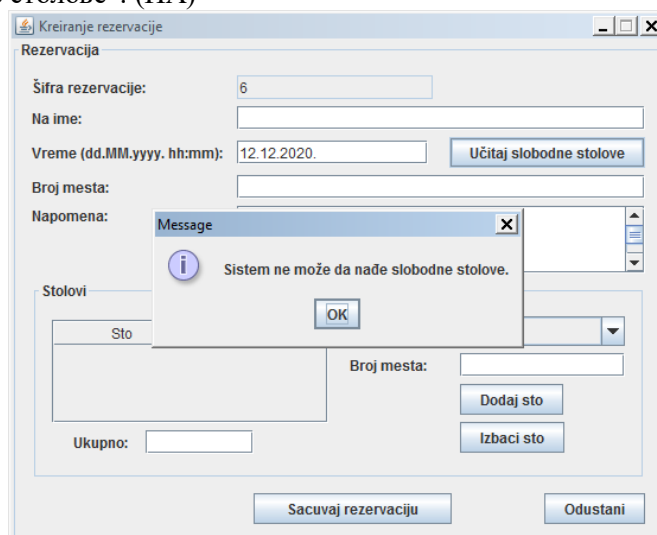 столове". (ИА)
Kreiranje rezervacije
Rezervacija
Šifra rezervacije: 6
Na ime:
Vreme (dd.MM.yyyy. hh:mm): 12.12.2020. Učitaj slobodne stolove
Broj mesta:
Napomena:
Message
Sistem ne može da nađe slobodne stolove.
OK
Stolovi
Sto
Broj mesta:
Dodaj sto
Ukupno: Izbaci sto
Sacuvaj rezervaciju Odustani